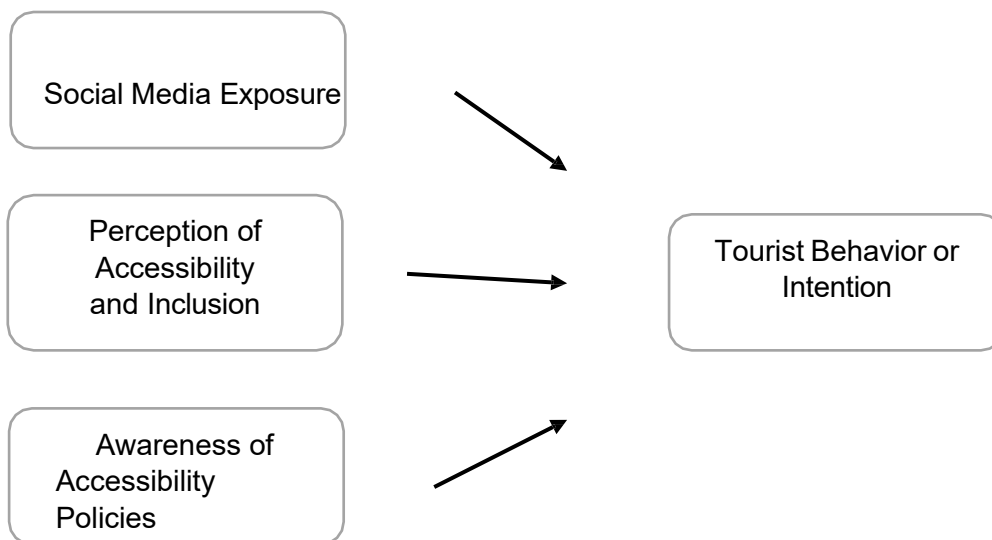 Social Media Exposure
Perception of
Accessibility
and Inclusion
Tourist Behavior or
Intention
Awareness of
Accessibility
Policies